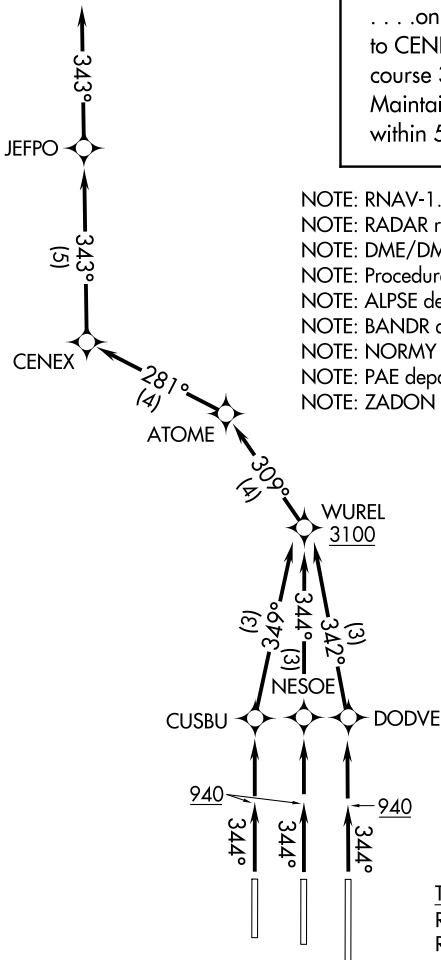 . . . .on
to CENE
course 3
Maintai
within 5
343°
JEFPO
NOTE: RNAV-1.
NOTE: RADAR r
NOTE: DME/DM
NOTE: Procedur
NOTE: ALPSE de
NOTE: BANDR d
NOTE: NORMY
NOTE: PAE depa
NOTE: ZADON
343°
(5)
CENEX
281°
(4)
ATOME
309°
(4)
WUREL
3100
349°
(3)
344°
(3)
342°
(3)
NESOE
CUSBU
DODVE
940
940
344°
344°
344°
T
R
R